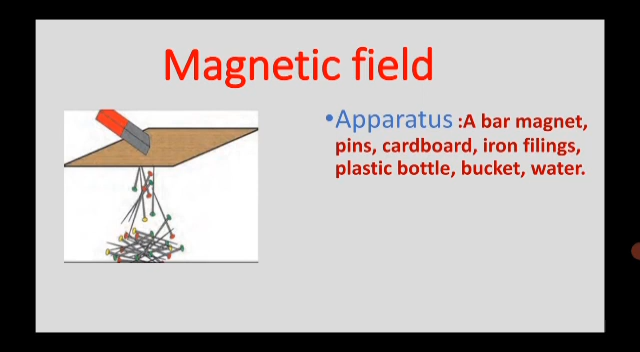 Magnetic field
•Apparatus :A bar magnet,
pins, cardboard, iron filings,
plastic bottle, bucket, water.